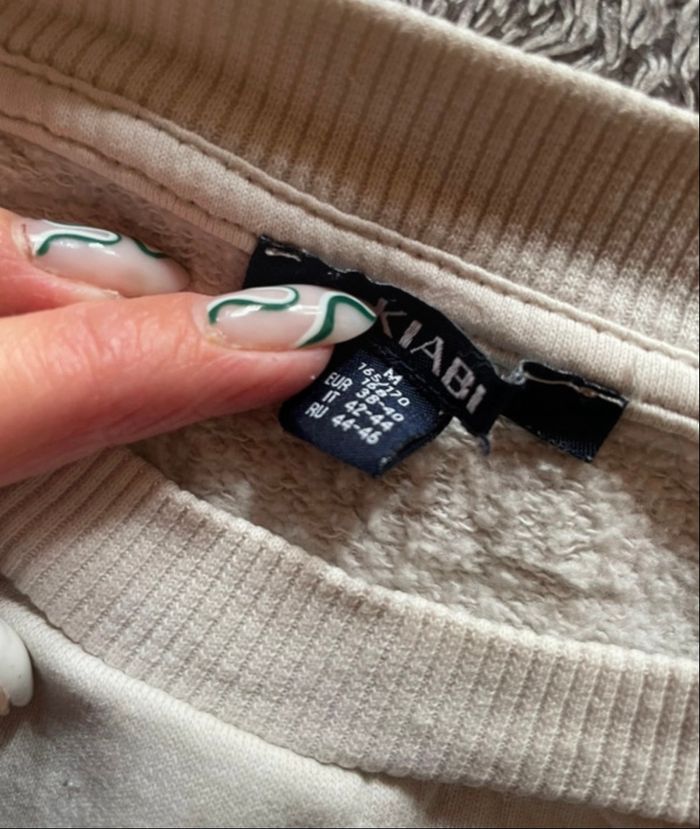 KIABI
M
165/170
EUR 38-40
IT 42-44
RU 44-46